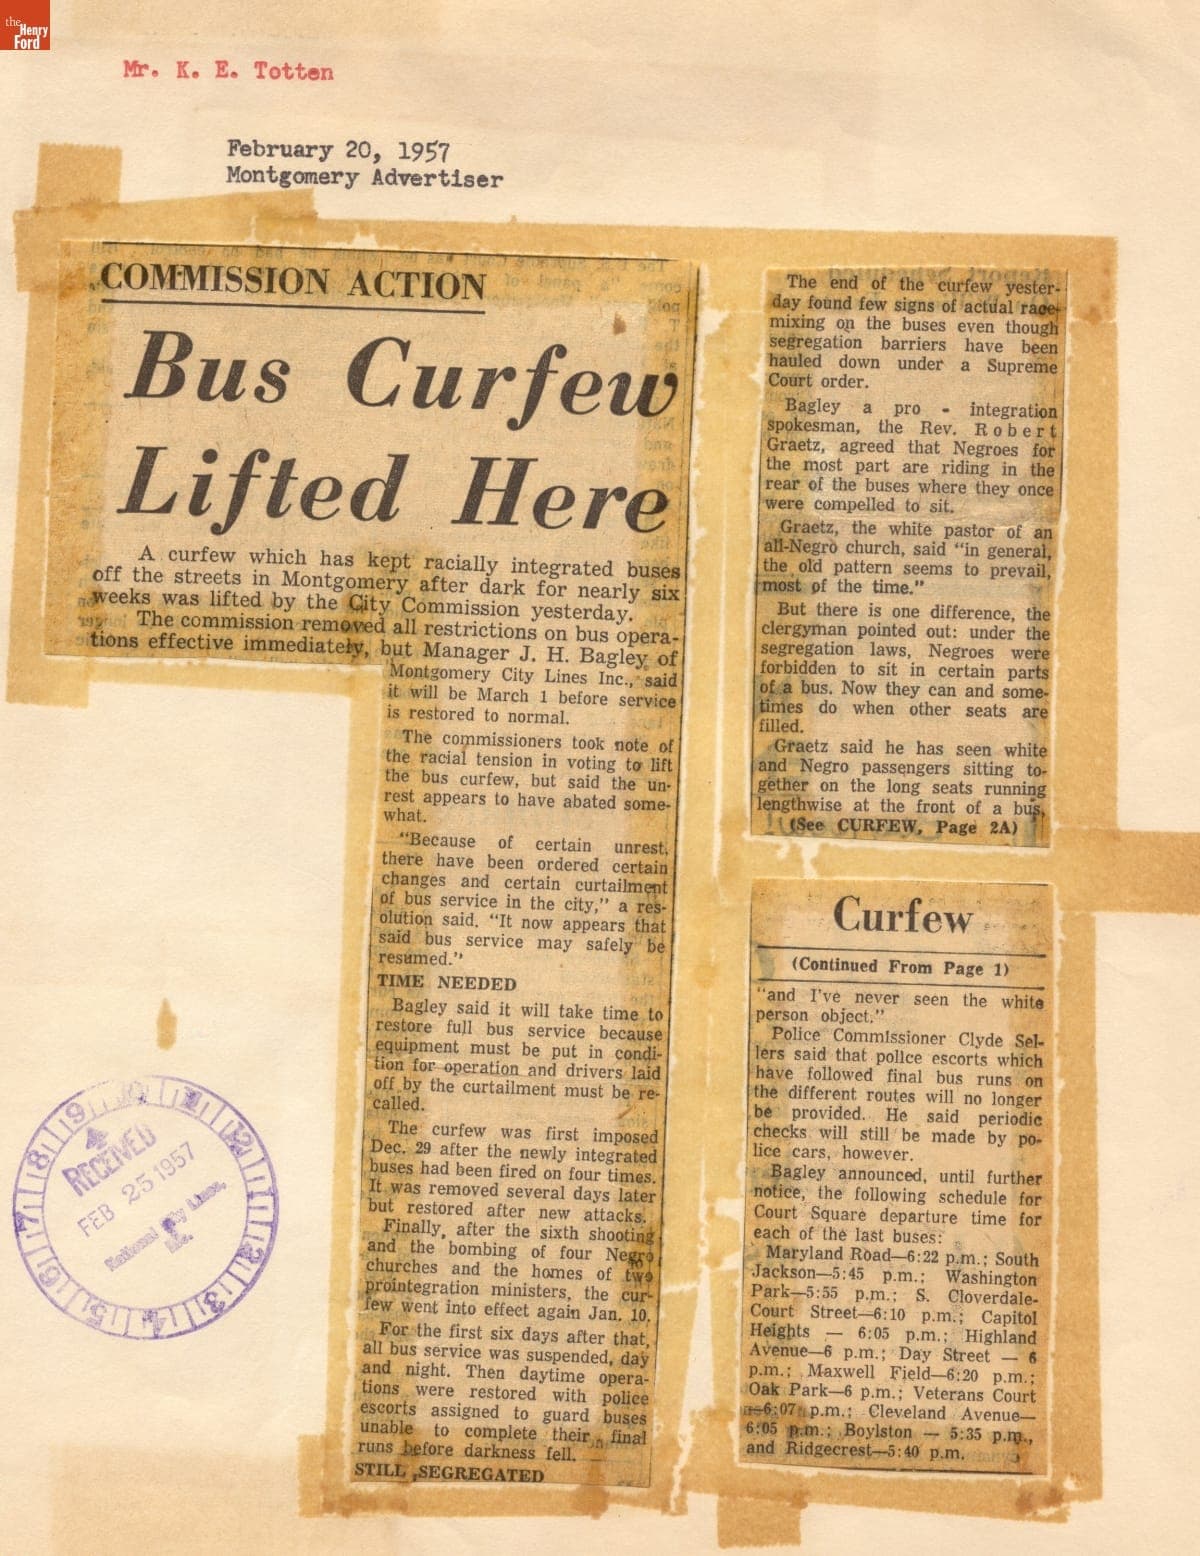 the
Henry
Ford
Mr. K. E. Totten
February 20, 1957
Montgomery Advertiser
COMMISSION ACTION
Bus Curfew
Lifted Here
A curfew which has kept racially integrated buses
off the streets in Montgomery after dark for nearly six
weeks was lifted by the City Commission yesterday.
The commission removed all restrictions on bus opera-
tions effective immediately, but Manager J. H. Bagley of
Montgomery City Lines Inc., said
it will be March 1 before service
is restored to normal.
The commissioners took note of
the racial tension in voting to lift
the bus curfew, but said the un-
rest appears to have abated some-
what.
"Because of certain unrest,
there have been ordered certain
changes and certain curtailment
of bus service in the city," a res-
olution said. "It now appears that
said bus service may safely be
resumed."
TIME NEEDED
Bagley said it will take time to
restore full bus service because
equipment must be put in condi-
tion for operation and drivers laid
off by the curtailment must be re-
called.
The curfew was first imposed
Dec. 29 after the newly integrated
buses had been fired on four times.
It was removed several days later
but restored after new attacks.
Finally, after the sixth shooting
and the bombing of four Negro
churches and the homes of two
prointegration ministers, the cur-
few went into effect again Jan. 10.
For the first six days after that,
all bus service was suspended, day
and night. Then daytime opera-
tions were restored with police
escorts assigned to guard buses
unable to complete their final
runs before darkness fell.
STILL SEGREGATED
The end of the curfew yester-
day found few signs of actual race-
mixing on the buses even though
segregation barriers have been
hauled down under a Supreme
Court order.
Bagley a pro - integration
spokesman, the Rev. Robert
Graetz, agreed that Negroes for
the most part are riding in the
rear of the buses where they once
were compelled to sit.
Graetz, the white pastor of an
all-Negro church, said "in general,
the old pattern seems to prevail,
most of the time."
But there is one difference, the
clergyman pointed out: under the
segregation laws, Negroes were
forbidden to sit in certain parts
of a bus. Now they can and some-
times do when other seats are
filled.
Graetz said he has seen white
and Negro passengers sitting to-
gether on the long seats running
lengthwise at the front of a bus,
(See CURFEW, Page 2A)
Curfew
(Continued From Page 1)
"and I've never seen the white
person object."
Police Commissioner Clyde Sel-
lers said that police escorts which
have followed final bus runs on
the different routes will no longer
be provided. He said periodic
checks will still be made by po-
lice cars, however.
Bagley announced, until further
notice, the following schedule for
Court Square departure time for
each of the last buses:
Maryland Road—6:22 p.m.; South
Jackson—5:45 p.m.; Washington
Park—5:55 p.m.; S. Cloverdale-
Court Street—6:10 p.m.; Capitol
Heights — 6:05 p.m.; Highland
Avenue—6 p.m.; Day Street — 6
p.m.; Maxwell Field—6:20 p.m.;
Oak Park—6 p.m.; Veterans Court
—6:07 p.m.; Cleveland Avenue—
6:05 p.m.; Boylston — 5:35 p.m.,
and Ridgecrest—5:40 p.m.
RECEIVED
FEB 25 1957
National City Lines,
Inc.